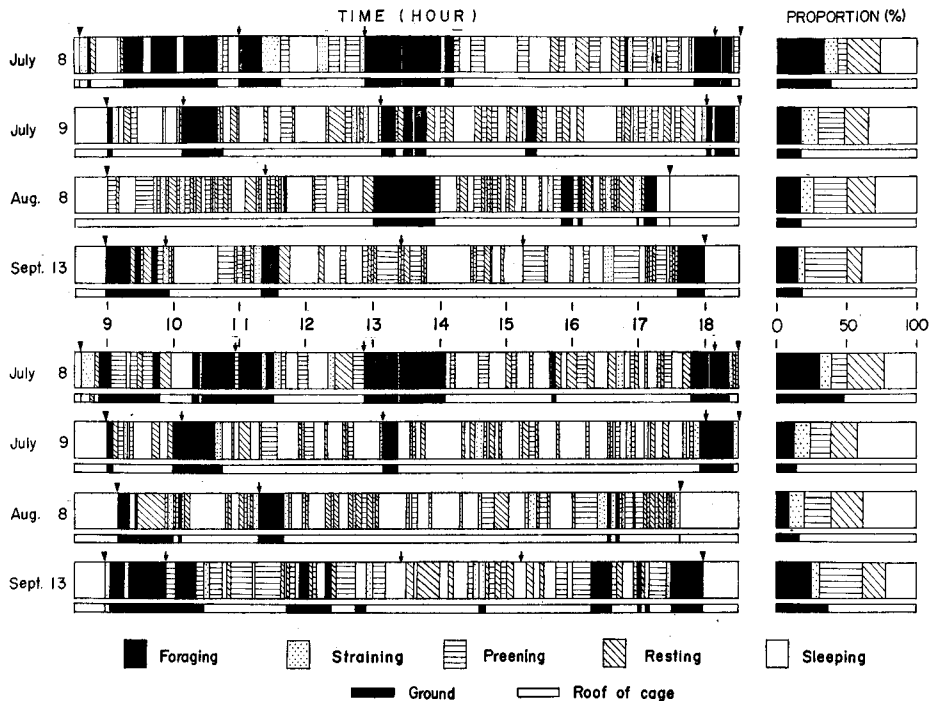 TIME (HOUR) PROPORTION (%)
July 8
July 9
Aug. 8
Sept. 13
9 10 11 12 13 14 15 16 17 18 0 50 100
July 8
July 9
Aug. 8
Sept. 13
Foraging Straining Preening Resting Sleeping
Ground Roof of cage